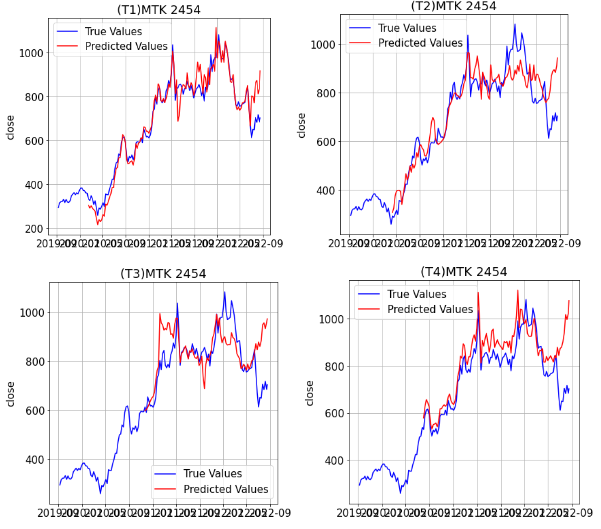 (T1)MTK 2454
True Values
Predicted Values
close
1000
800
600
400
200
(T2)MTK 2454
True Values
Predicted Values
close
1000
800
600
400
(T3)MTK 2454
True Values
Predicted Values
close
1000
800
600
400
(T4)MTK 2454
True Values
Predicted Values
close
1000
800
600
400